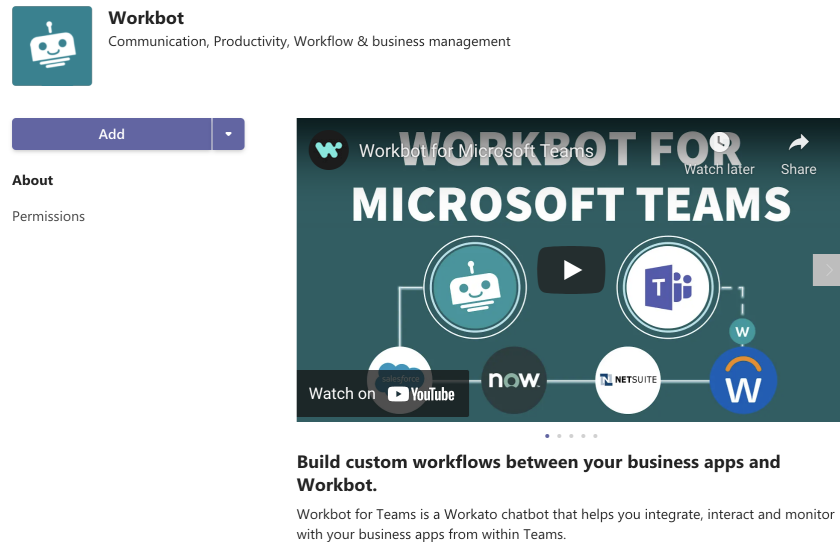 Workbot
Communication, Productivity, Workflow & business management
Add
About
Permissions
WORKBOT FOR
Workbot for Microsoft Teams
Watch later
Share
MICROSOFT TEAMS
T
W
salesforce
now
N NETSUITE
W
Watch on YouTube
Build custom workflows between your business apps and
Workbot.
Workbot for Teams is a Workato chatbot that helps you integrate, interact and monitor
with your business apps from within Teams.